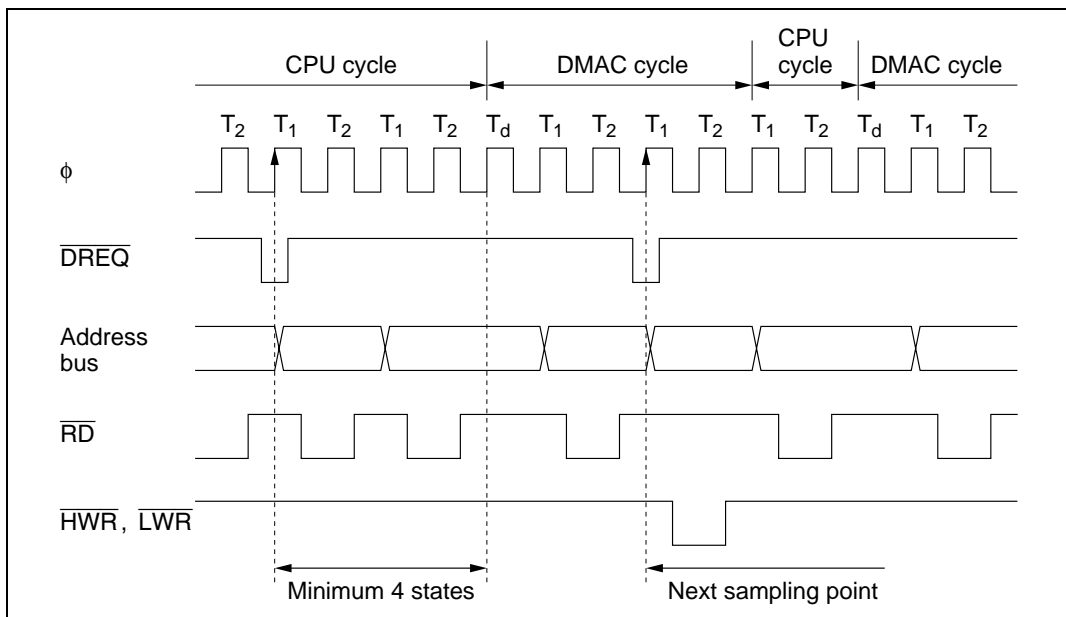 CPU cycle DMAC cycle CPU cycle DMAC cycle
T2 T1 T2 T1 T2 Td T1 T2 T1 T2 T1 T2 Td T1 T2
ϕ
DREQ
Address
bus
RD
HWR, LWR
Minimum 4 states Next sampling point